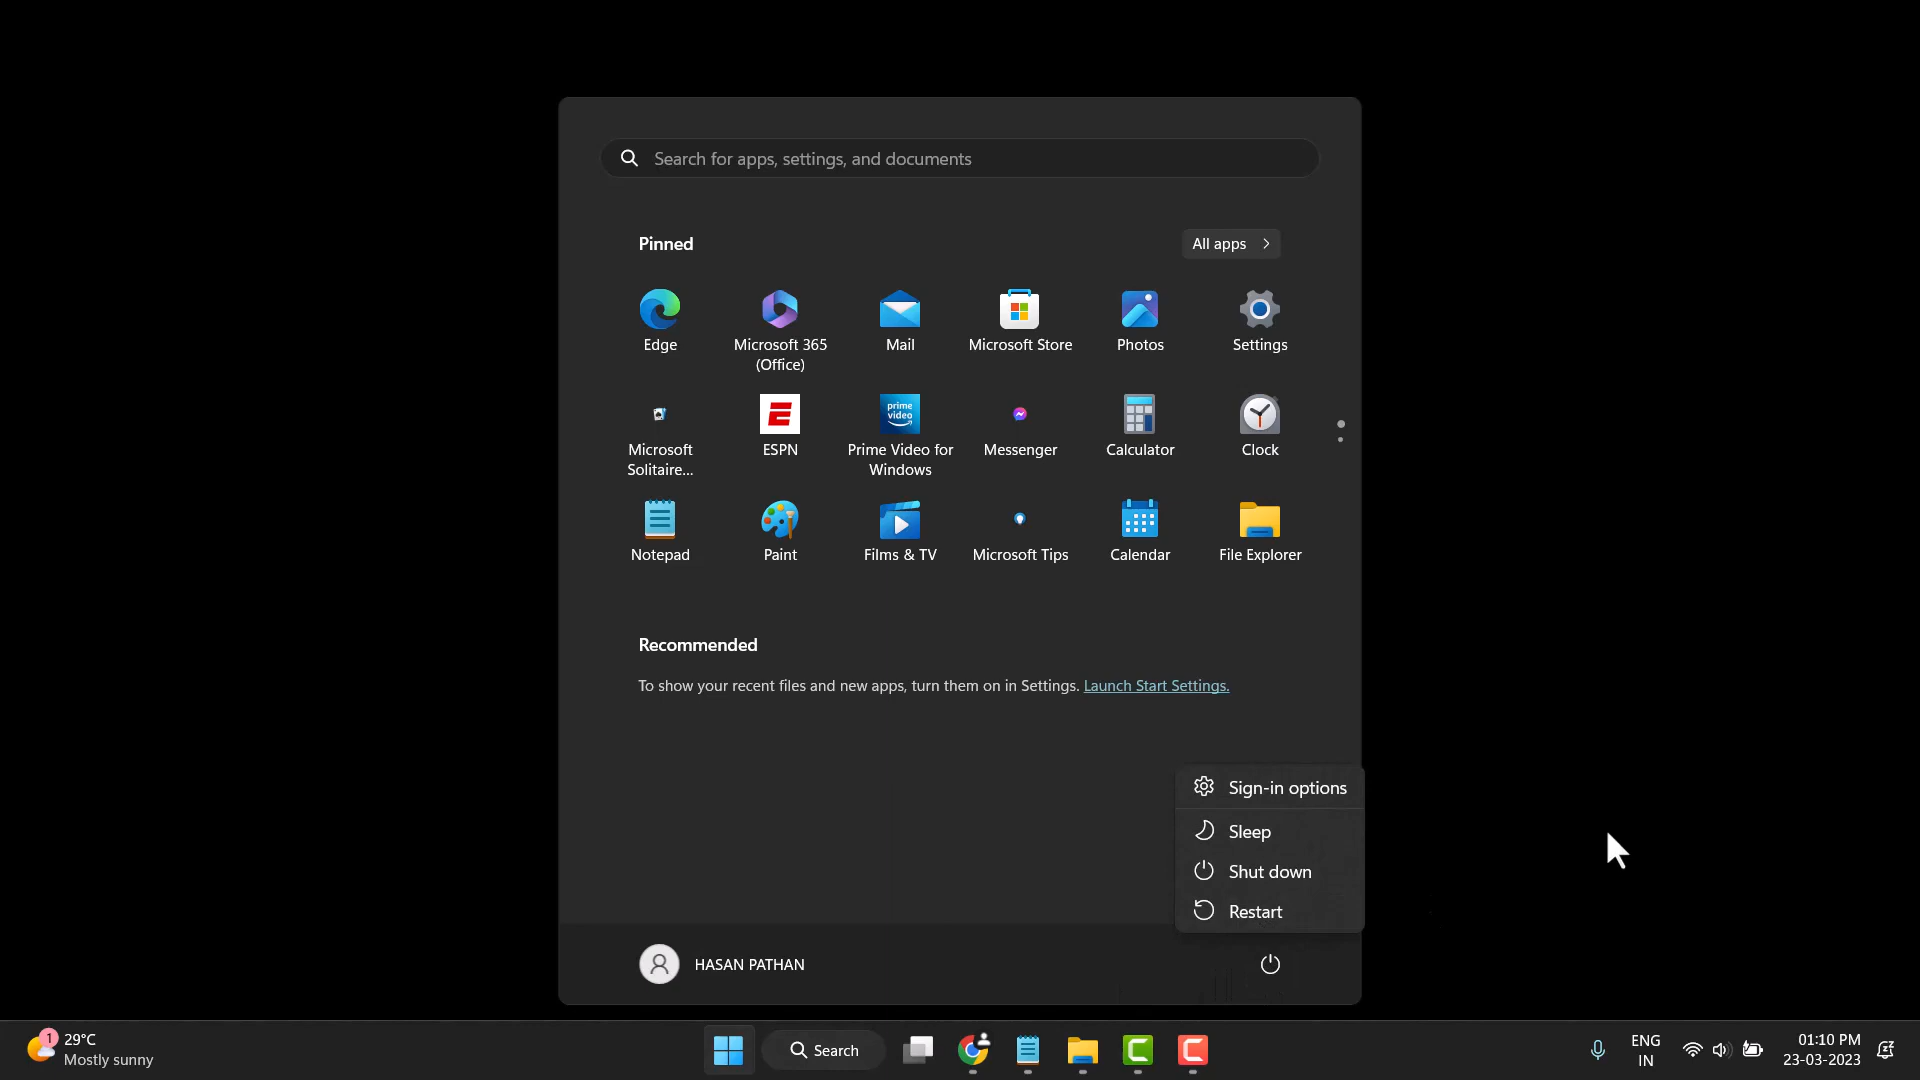 Search for apps, settings, and documents
Pinned
All apps
Edge
Microsoft 365
(Office)
Mail
Microsoft Store
Photos
Settings
Microsoft
Solitaire...
ESPN
prime
video
Prime Video for
Windows
Messenger
Calculator
Clock
Notepad
Paint
Films & TV
Microsoft Tips
Calendar
File Explorer
Recommended
To show your recent files and new apps, turn them on in Settings. Launch Start Settings.
Sign-in options
Sleep
Shut down
Restart
HASAN PATHAN
1
29°C
Mostly sunny
Search
ENG
IN
01:10 PM
23-03-2023